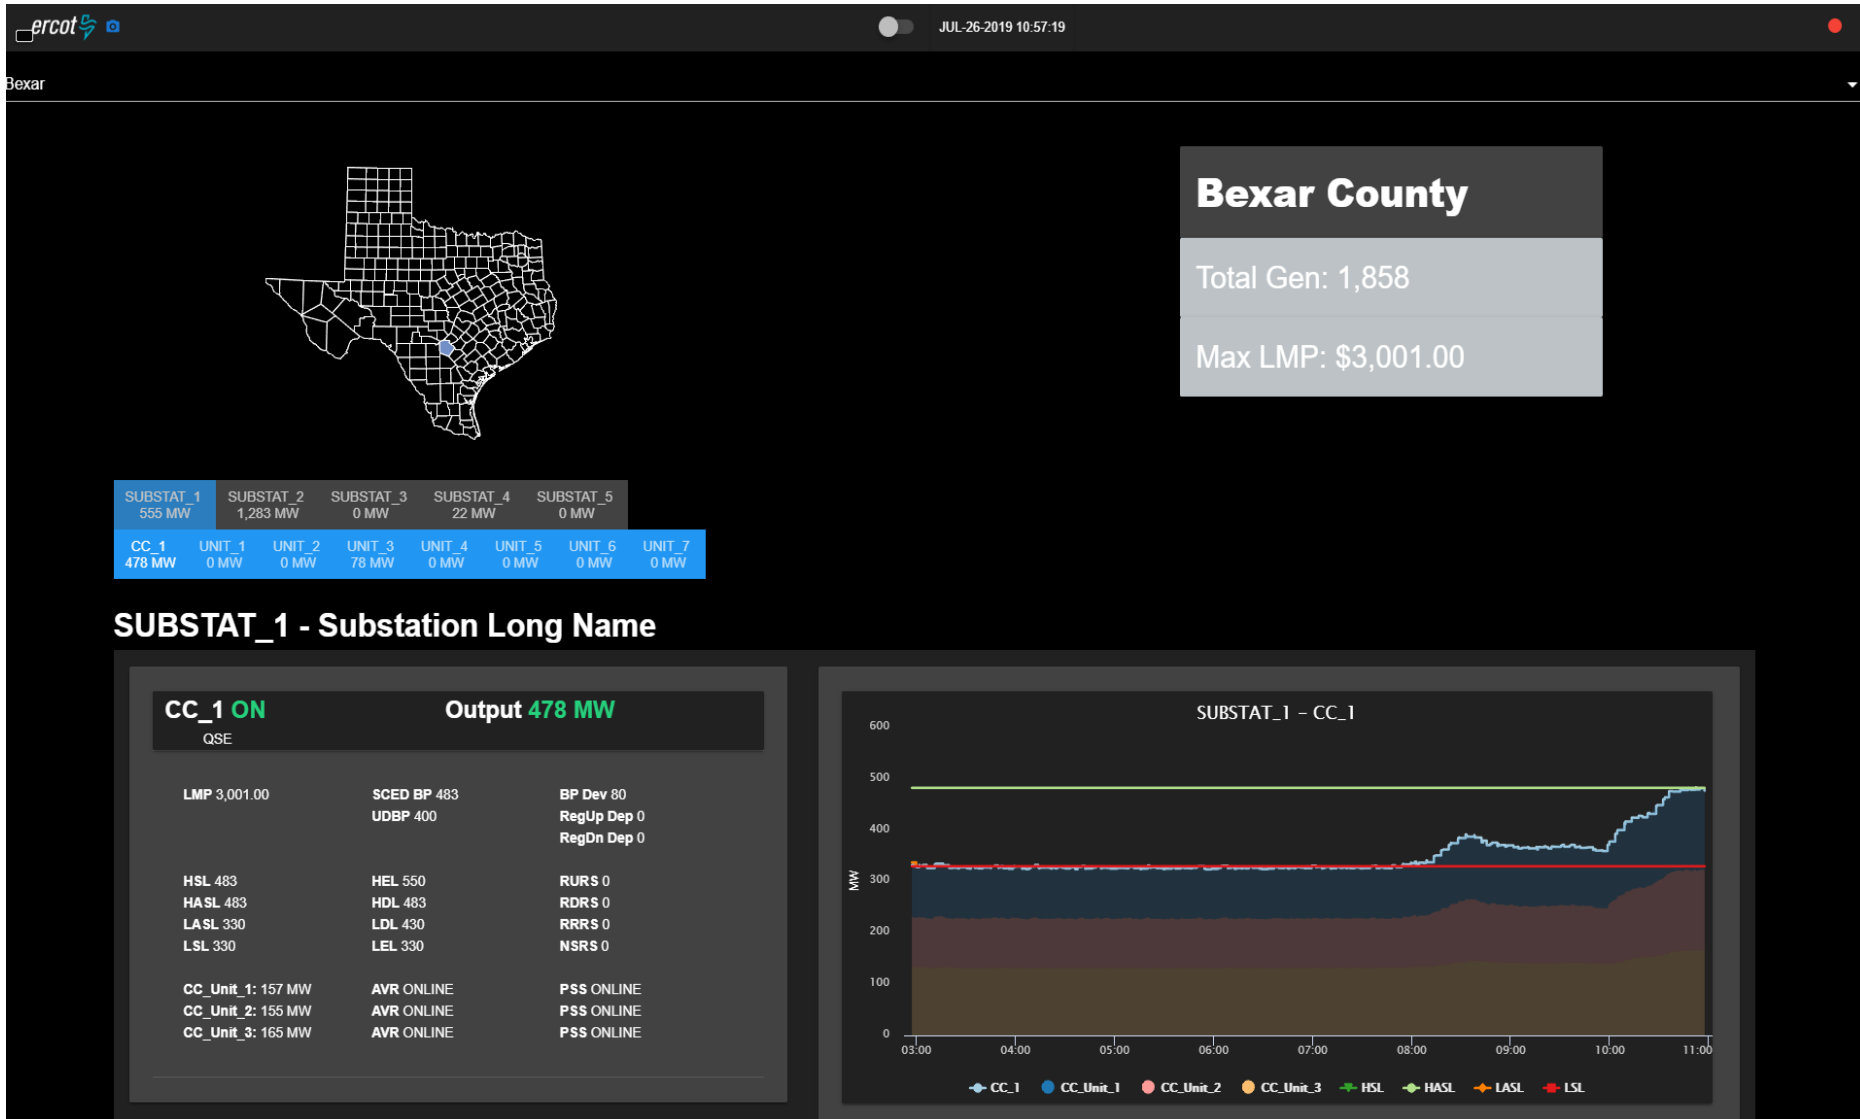 ercot
JUL-26-2019 10:57:19
Bexar
Bexar County
Total Gen: 1,858
Max LMP: $3,001.00
SUBSTAT_1 SUBSTAT_2 SUBSTAT_3 SUBSTAT_4 SUBSTAT_5
555 MW 1,283 MW 0 MW 22 MW 0 MW
CC_1 UNIT_1 UNIT_2 UNIT_3 UNIT_4 UNIT_5 UNIT_6 UNIT_7
478 MW 0 MW 0 MW 78 MW 0 MW 0 MW 0 MW 0 MW
SUBSTAT_1 - Substation Long Name
CC_1 ON Output 478 MW
QSE
LMP 3,001.00 SCED BP 483 BP Dev 80
UDBP 400 RegUp Dep 0
RegDn Dep 0
HSL 483 HEL 550 RURS 0
HASL 483 HDL 483 RDRS 0
LASL 330 LDL 430 RRRS 0
LSL 330 LEL 330 NSRS 0
CC_Unit_1: 157 MW AVR ONLINE PSS ONLINE
CC_Unit_2: 155 MW AVR ONLINE PSS ONLINE
CC_Unit_3: 165 MW AVR ONLINE PSS ONLINE
SUBSTAT_1 - CC_1
600
500
400
300
200
100
0
MW
03:00 04:00 05:00 06:00 07:00 08:00 09:00 10:00 11:00
CC_1 CC_Unit_1 CC_Unit_2 CC_Unit_3 HSL HASL LASL LSL